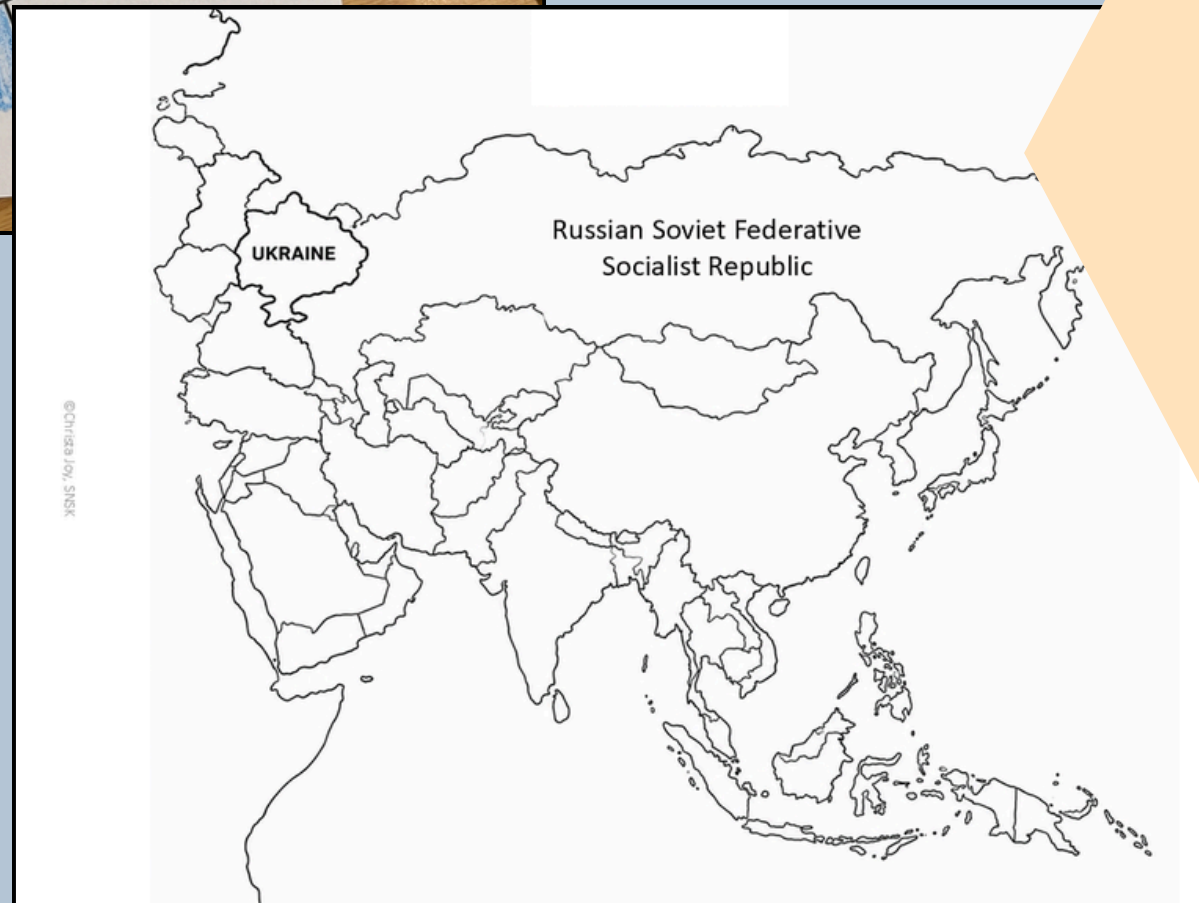 Russian Soviet Federative
Socialist Republic
UKRAINE
©Christa Joy, SNSK